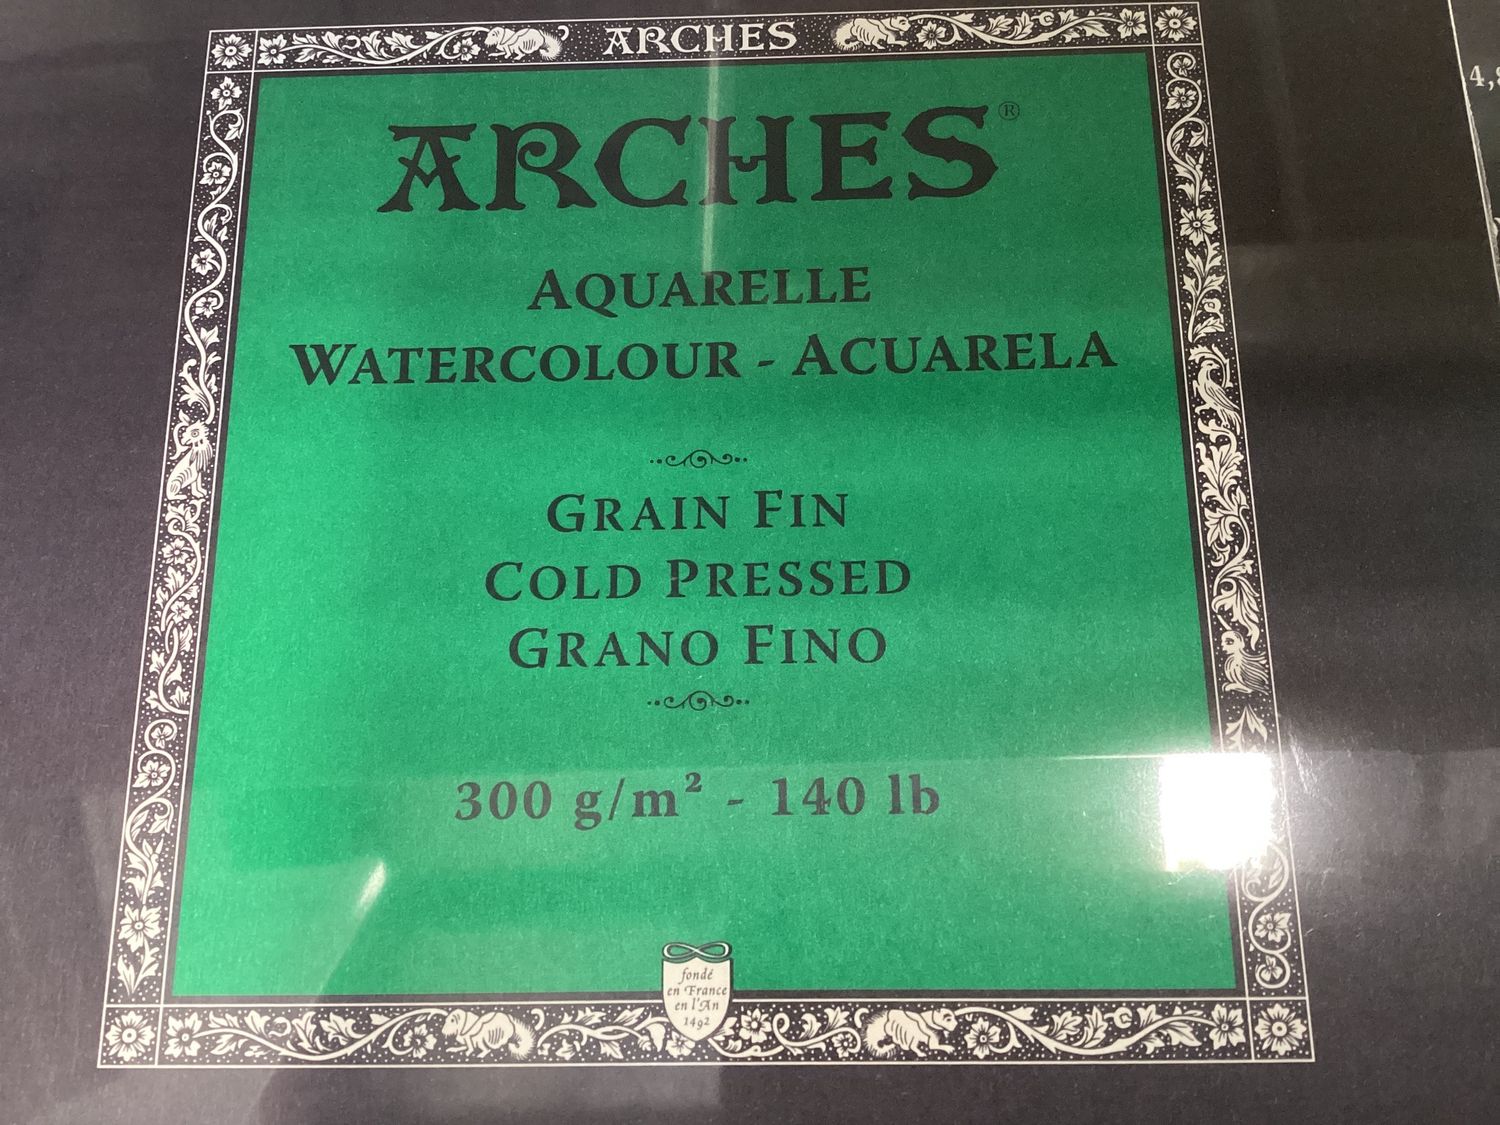 ARCHES
ARCHES®
AQUARELLE
WATERCOLOUR - ACUARELA
GRAIN FIN
COLD PRESSED
GRANO FINO
300 g/m² - 140 lb
fondé
en France
en l'An
1492